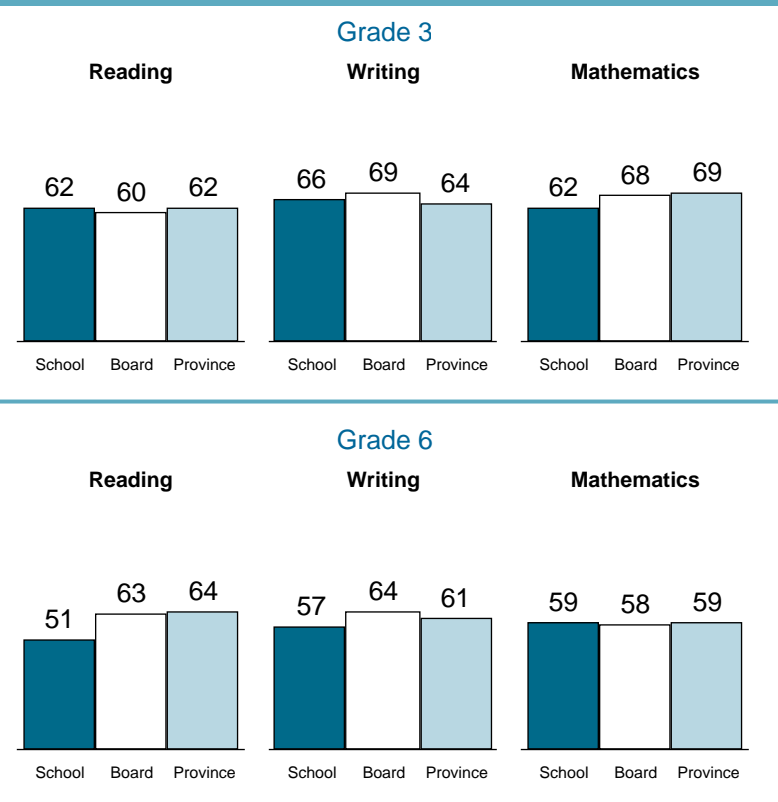 Grade 3
Reading Writing Mathematics
62 60 62 66 69 64 62 68 69
School Board Province School Board Province School Board Province
Grade 6
Reading Writing Mathematics
51 63 64 57 64 61 59 58 59
School Board Province School Board Province School Board Province